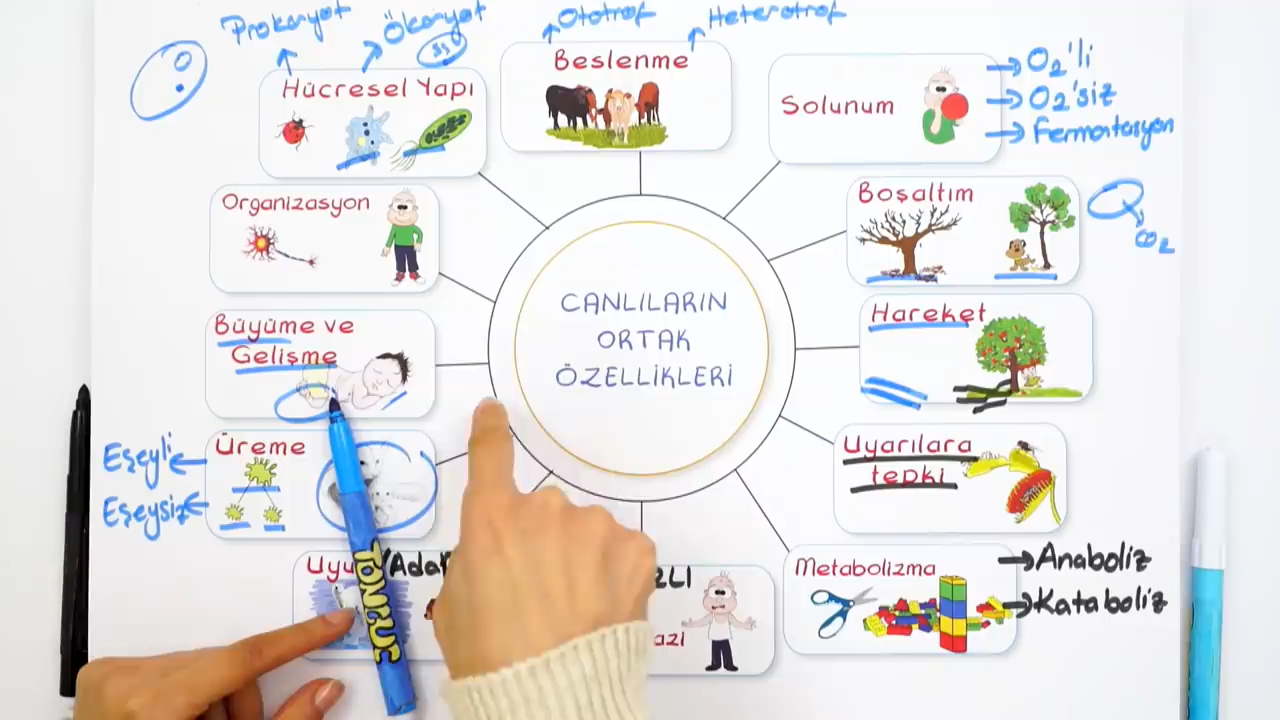 Prokaryot
Ökaryot
Ototrof
Heterotrof
Hücresel Yapı
Beslenme
Solunum
O₂'li
O₂'siz
Fermantasyon
Organizasyon
Boşaltım
CO₂
Büyüme ve
Gelişme
CANLILARIN
ORTAK
ÖZELLİKLERİ
Hareket
Eşeyli
Eşeysiz
Üreme
Uyarılara
tepki
Metabolizma
Anaboliz
Kataboliz
TONGUÇ